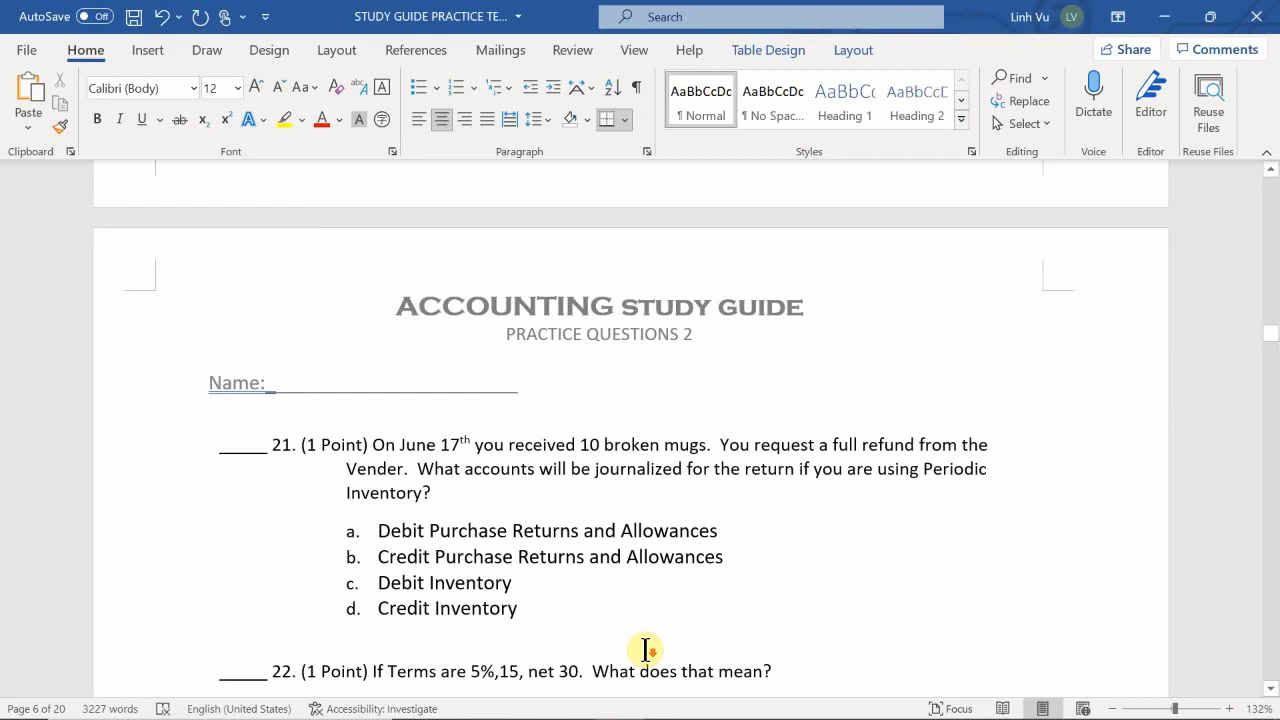 AutoSave Off STUDY GUIDE PRACTICE TE... Search Linh Vu LV
File Home Insert Draw Design Layout References Mailings Review View Help Table Design Layout Share Comments
Paste Calibri (Body) 12 Aa AaBbCcDc AaBbCcDc AaBbCc AaBbCcD Find Dictate Editor Reuse Files
¶ Normal ¶ No Spac... Heading 1 Heading 2 Replace
Select
Clipboard Font Paragraph Styles Editing Voice Editor Reuse Files
ACCOUNTING STUDY GUIDE
PRACTICE QUESTIONS 2
Name:_
_____ 21. (1 Point) On June 17th you received 10 broken mugs. You request a full refund from the
Vender. What accounts will be journalized for the return if you are using Periodic
Inventory?
a. Debit Purchase Returns and Allowances
b. Credit Purchase Returns and Allowances
c. Debit Inventory
d. Credit Inventory
_____ 22. (1 Point) If Terms are 5%,15, net 30. What does that mean?
Page 6 of 20 3227 words English (United States) Accessibility: Investigate Focus 132%